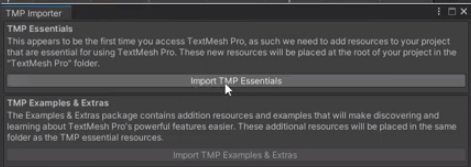 TMP Importer
TMP Essentials
This appears to be the first time you access TextMesh Pro, as such we need to add resources to your project
that are essential for using TextMesh Pro. These new resources will be placed at the root of your project in the
"TextMesh Pro" folder.
Import TMP Essentials
TMP Examples & Extras
The Examples & Extras package contains addition resources and examples that will make discovering and
learning about TextMesh Pro's powerful features easier. These additional resources will be placed in the same
folder as the TMP essential resources.
Import TMP Examples & Extras